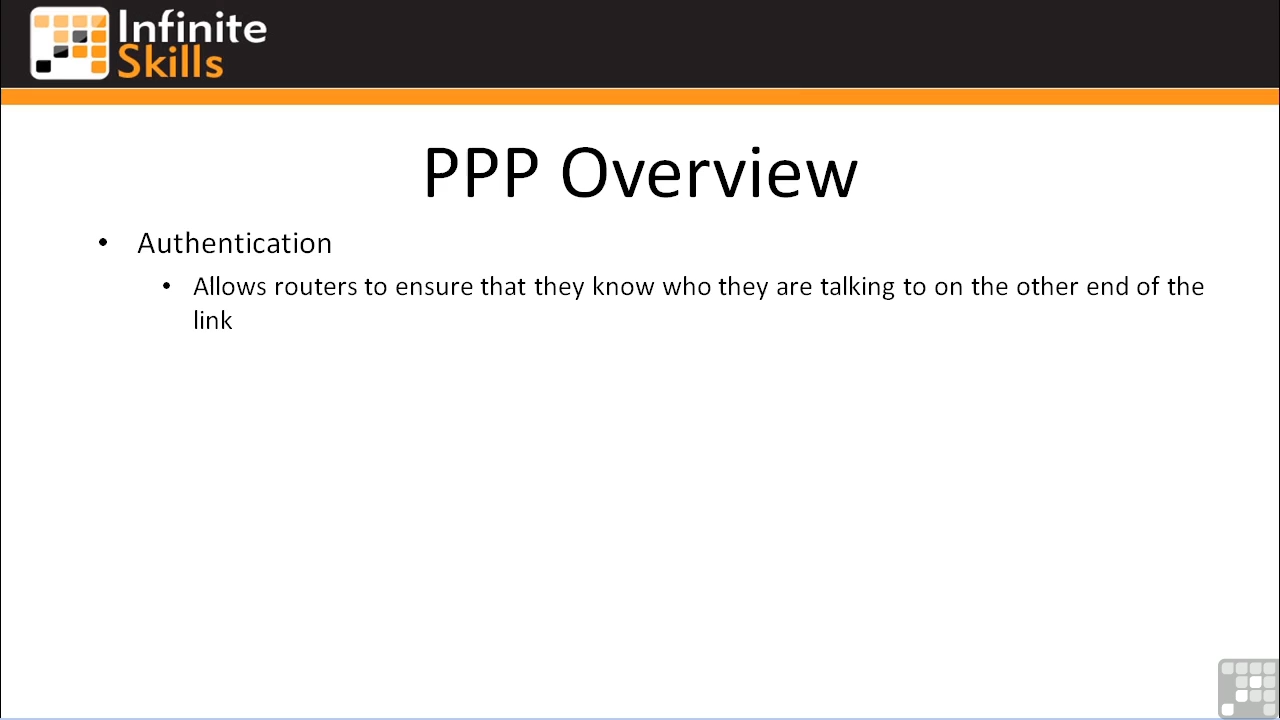 Infinite
Skills
PPP Overview
• Authentication
• Allows routers to ensure that they know who they are talking to on the other end of the
link